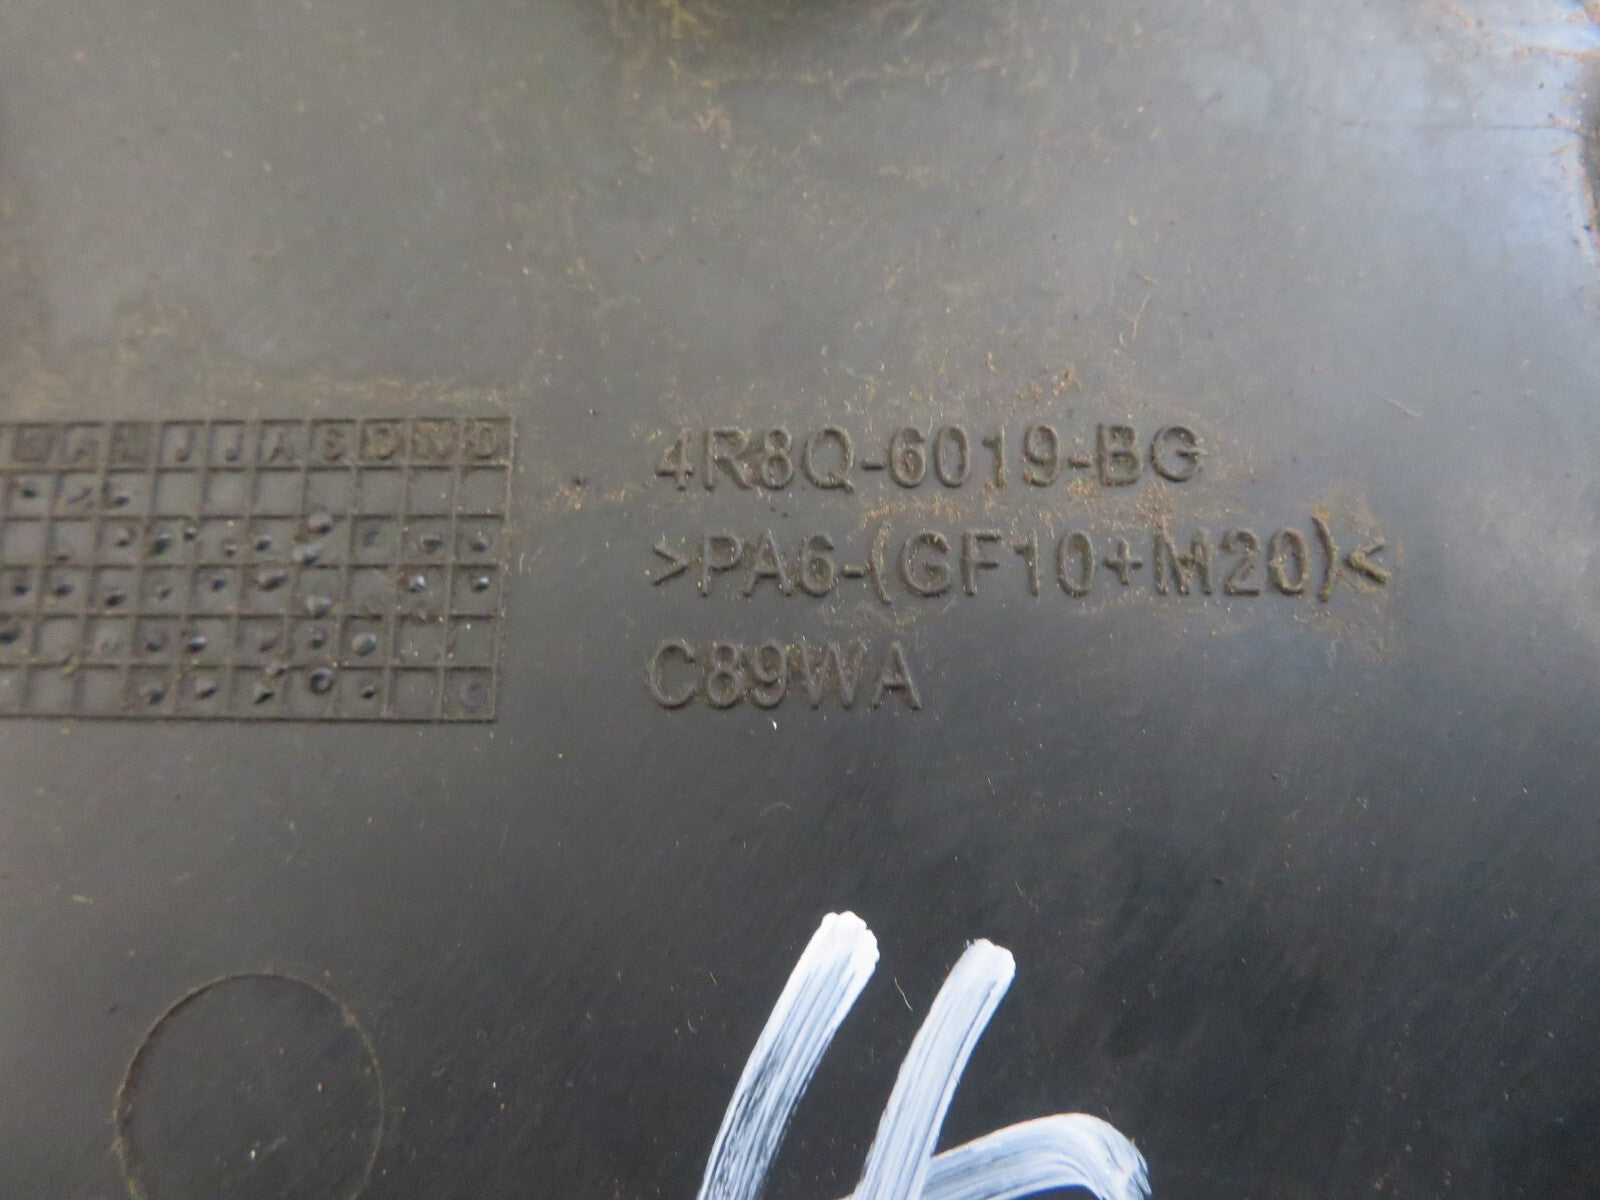 M A M J J A S O N D
4R8Q-6019-BG
>PA6-(GF10+M20)<
C89WA